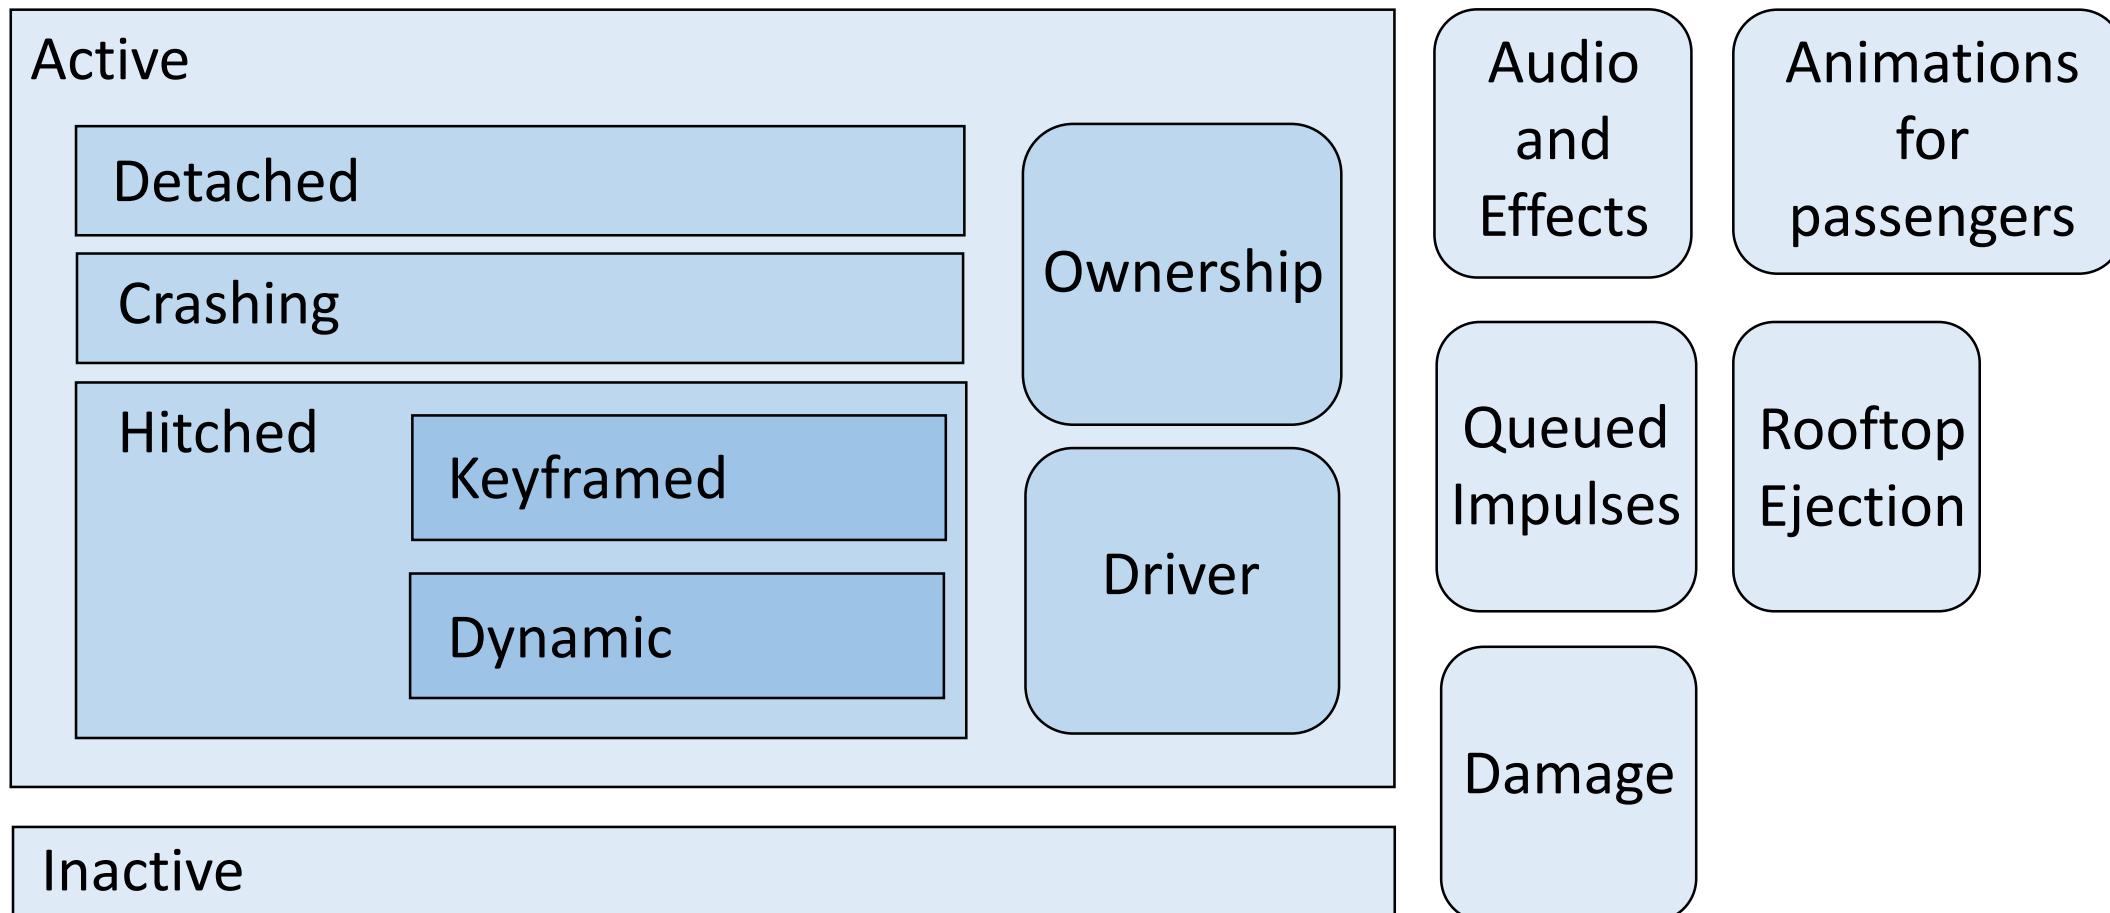 Active
Detached
Crashing
Hitched
Keyframed
Dynamic
Ownership
Driver
Inactive
Audio
and
Effects
Animations
for
passengers
Queued
Impulses
Rooftop
Ejection
Damage